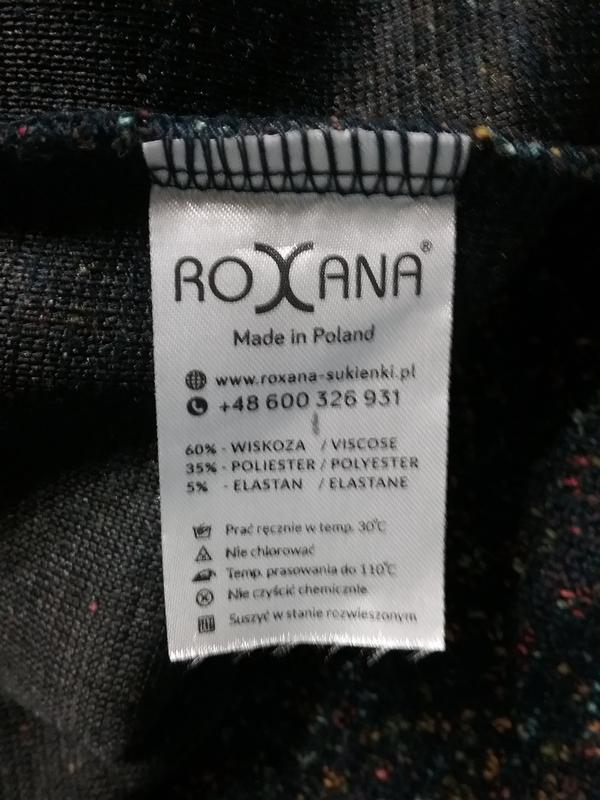 ROXANA®
Made in Poland
www.roxana-sukienki.pl
+48 600 326 931
60% - WISKOZA / VISCOSE
35% - POLIESTER / POLYESTER
5% - ELASTAN / ELASTANE
Prać ręcznie w temp. 30°C
Nie chlorować
Temp. prasowania do 110°C
Nie czyścić chemicznie
Suszyć w stanie rozwieszonym